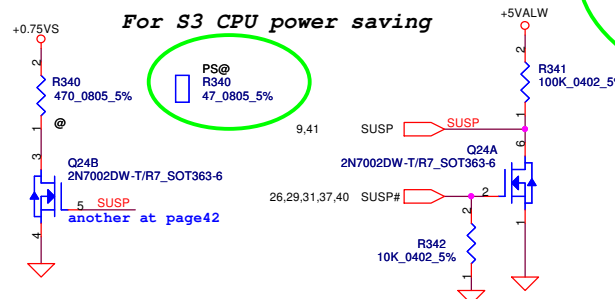 For S3 CPU power saving
+0.75VS
2
R340
470_0805_5%
@
1
PS@
R340
47_0805_5%
3
Q24B
2N7002DW-T/R7_SOT363-6
5
SUSP
another at page42
4
+5VALW
2
R341
100K_0402_5%
1
9,41
SUSP
SUSP
6
Q24A
2N7002DW-T/R7_SOT363-6
26,29,31,37,40
SUSP#
2
2
R342
10K_0402_5%
1
1